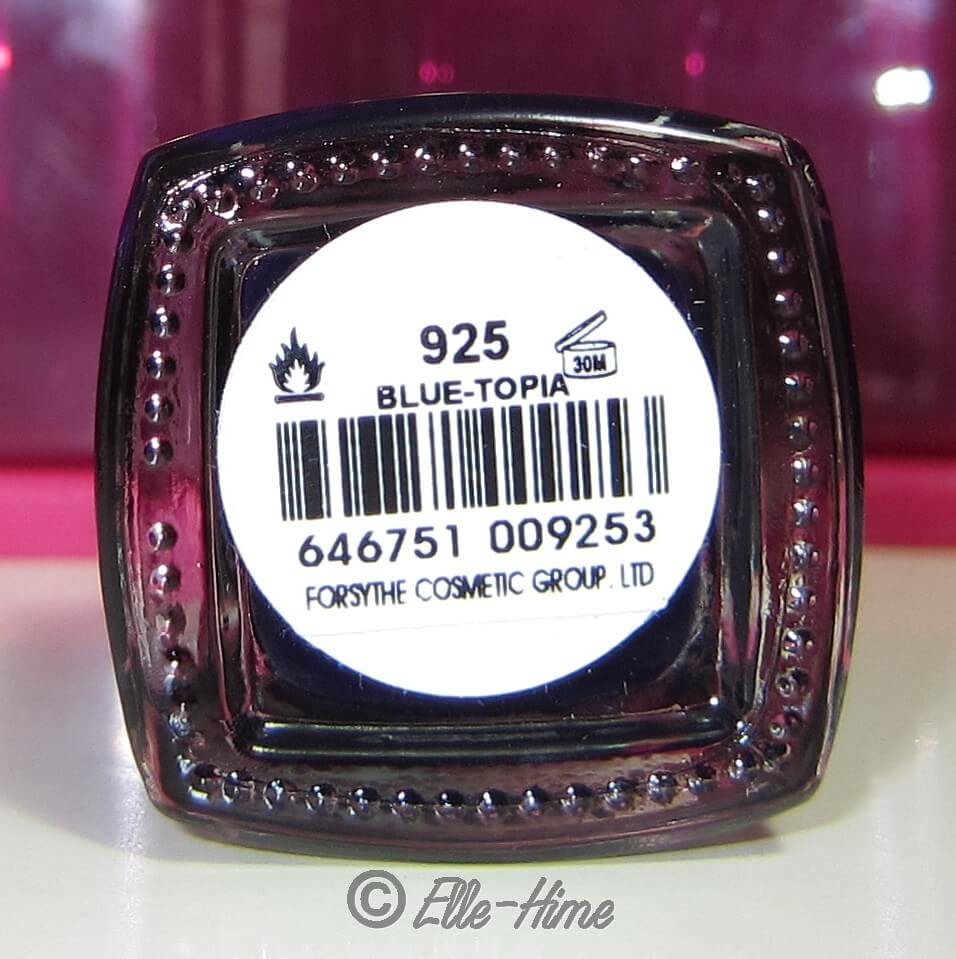 925
30M
BLUE-TOPIA
646751 009253
FORSYTHE COSMETIC GROUP. LTD
© Elle-Hime